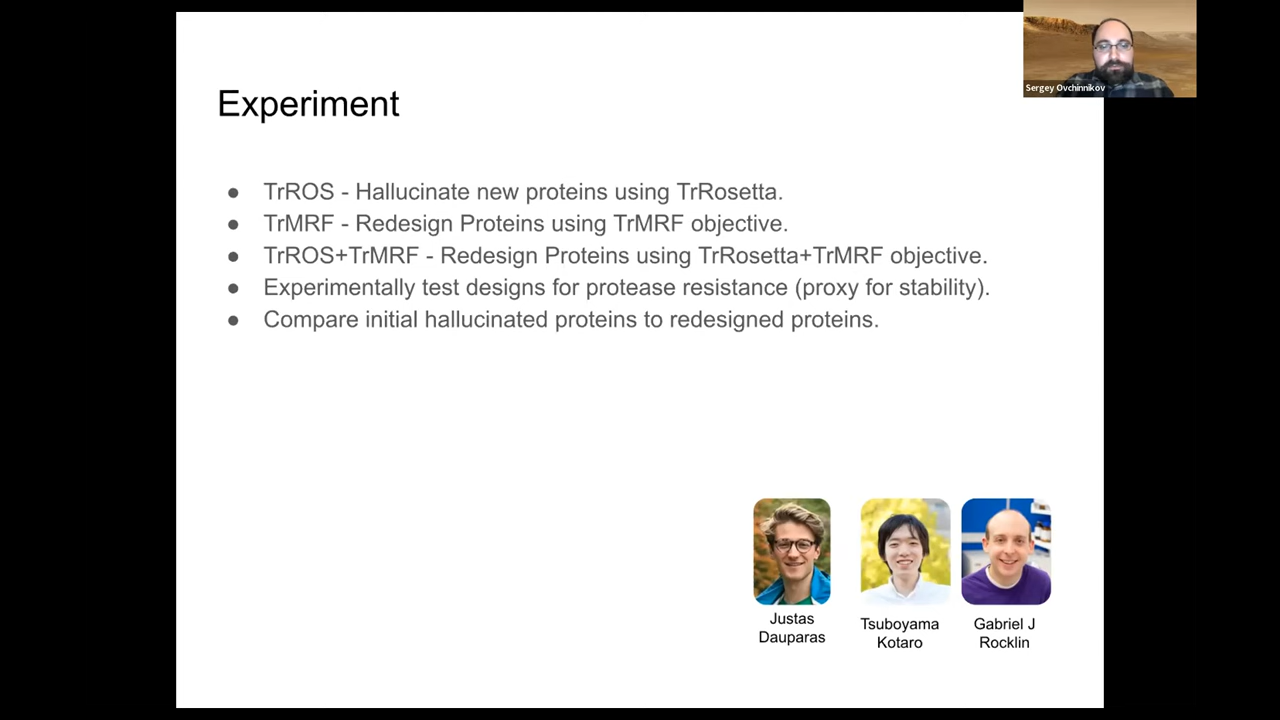 Sergey Ovchinnikov
Experiment
● TrROS - Hallucinate new proteins using TrRosetta.
● TrMRF - Redesign Proteins using TrMRF objective.
● TrROS+TrMRF - Redesign Proteins using TrRosetta+TrMRF objective.
● Experimentally test designs for protease resistance (proxy for stability).
● Compare initial hallucinated proteins to redesigned proteins.
Justas
Dauparas
Tsuboyama
Kotaro
Gabriel J
Rocklin